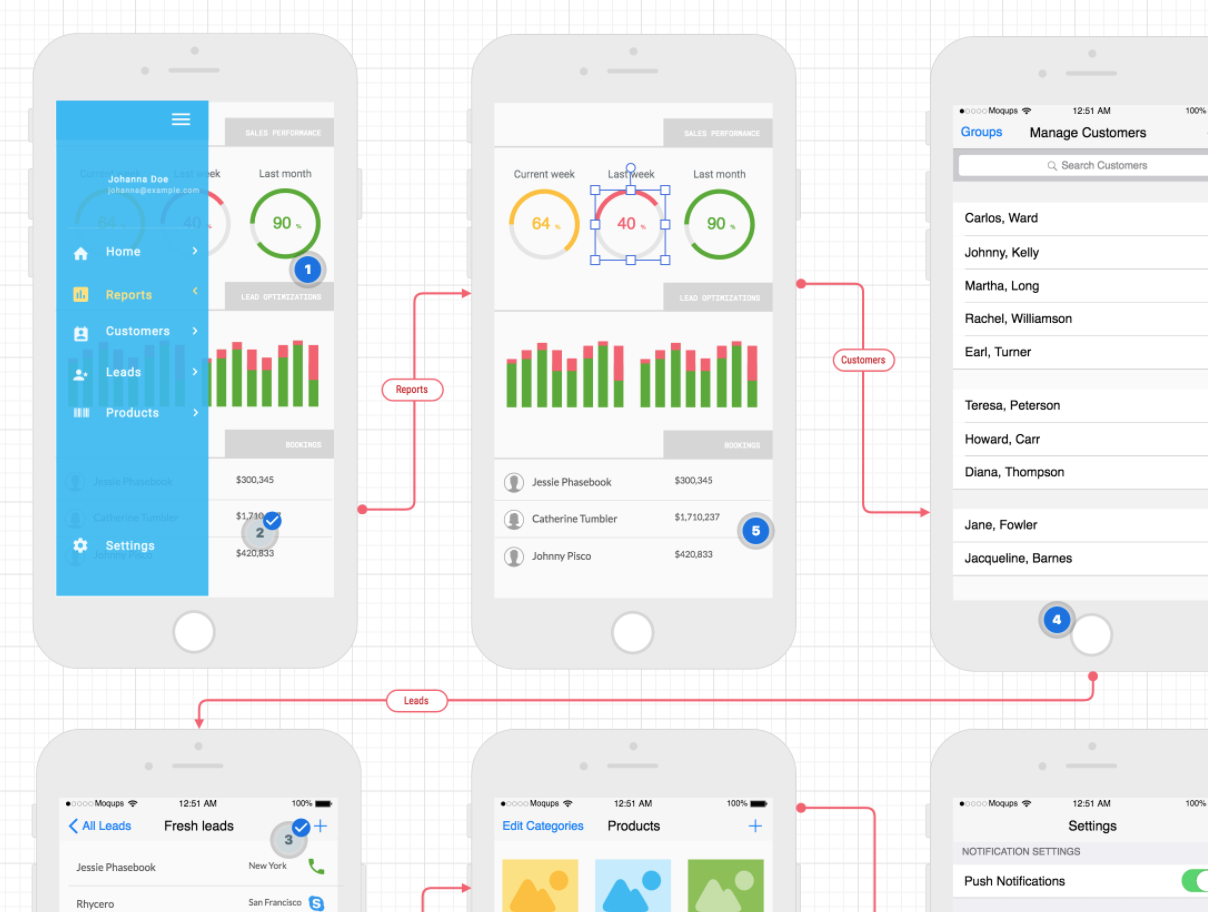 SALES PERFORMANCE
Current week
Last week
Last month
Johanna Doe
johanna@example.com
64
40 %
90 %
Home
1
Reports
LEAD OPTIMIZATIONS
Customers
Leads
Products
BOOKINGS
Jessie Phasebook
$300,345
Catherine Tumbler
$1,710,237
2
Settings
Johnny Pisco
$420,833
Reports
SALES PERFORMANCE
Current week
Last week
Last month
64 %
40 %
90 %
LEAD OPTIMIZATIONS
BOOKINGS
Jessie Phasebook
$300,345
Catherine Tumbler
$1,710,237
5
Johnny Pisco
$420,833
Customers
Moqups
12:51 AM
100%
Groups
Manage Customers
Search Customers
Carlos, Ward
Johnny, Kelly
Martha, Long
Rachel, Williamson
Earl, Turner
Teresa, Peterson
Howard, Carr
Diana, Thompson
Jane, Fowler
Jacqueline, Barnes
4
Leads
Moqups
12:51 AM
100%
All Leads
Fresh leads
+
3
Jessie Phasebook
New York
Rhycero
San Francisco
Moqups
12:51 AM
100%
Edit Categories
Products
+
Moqups
12:51 AM
100%
Settings
NOTIFICATION SETTINGS
Push Notifications